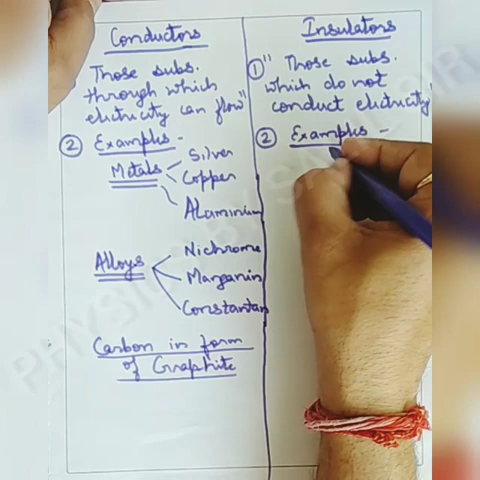 Conductors
Those subs.
through which
electricity can flow"
② Examples -
Metals
Silver
Copper
Aluminium
Alloys
Nichrome
Manganin
Constantan
Carbon in form
of Graphite
Insulators
①" Those subs.
which do not
conduct electricity"
② Examples -